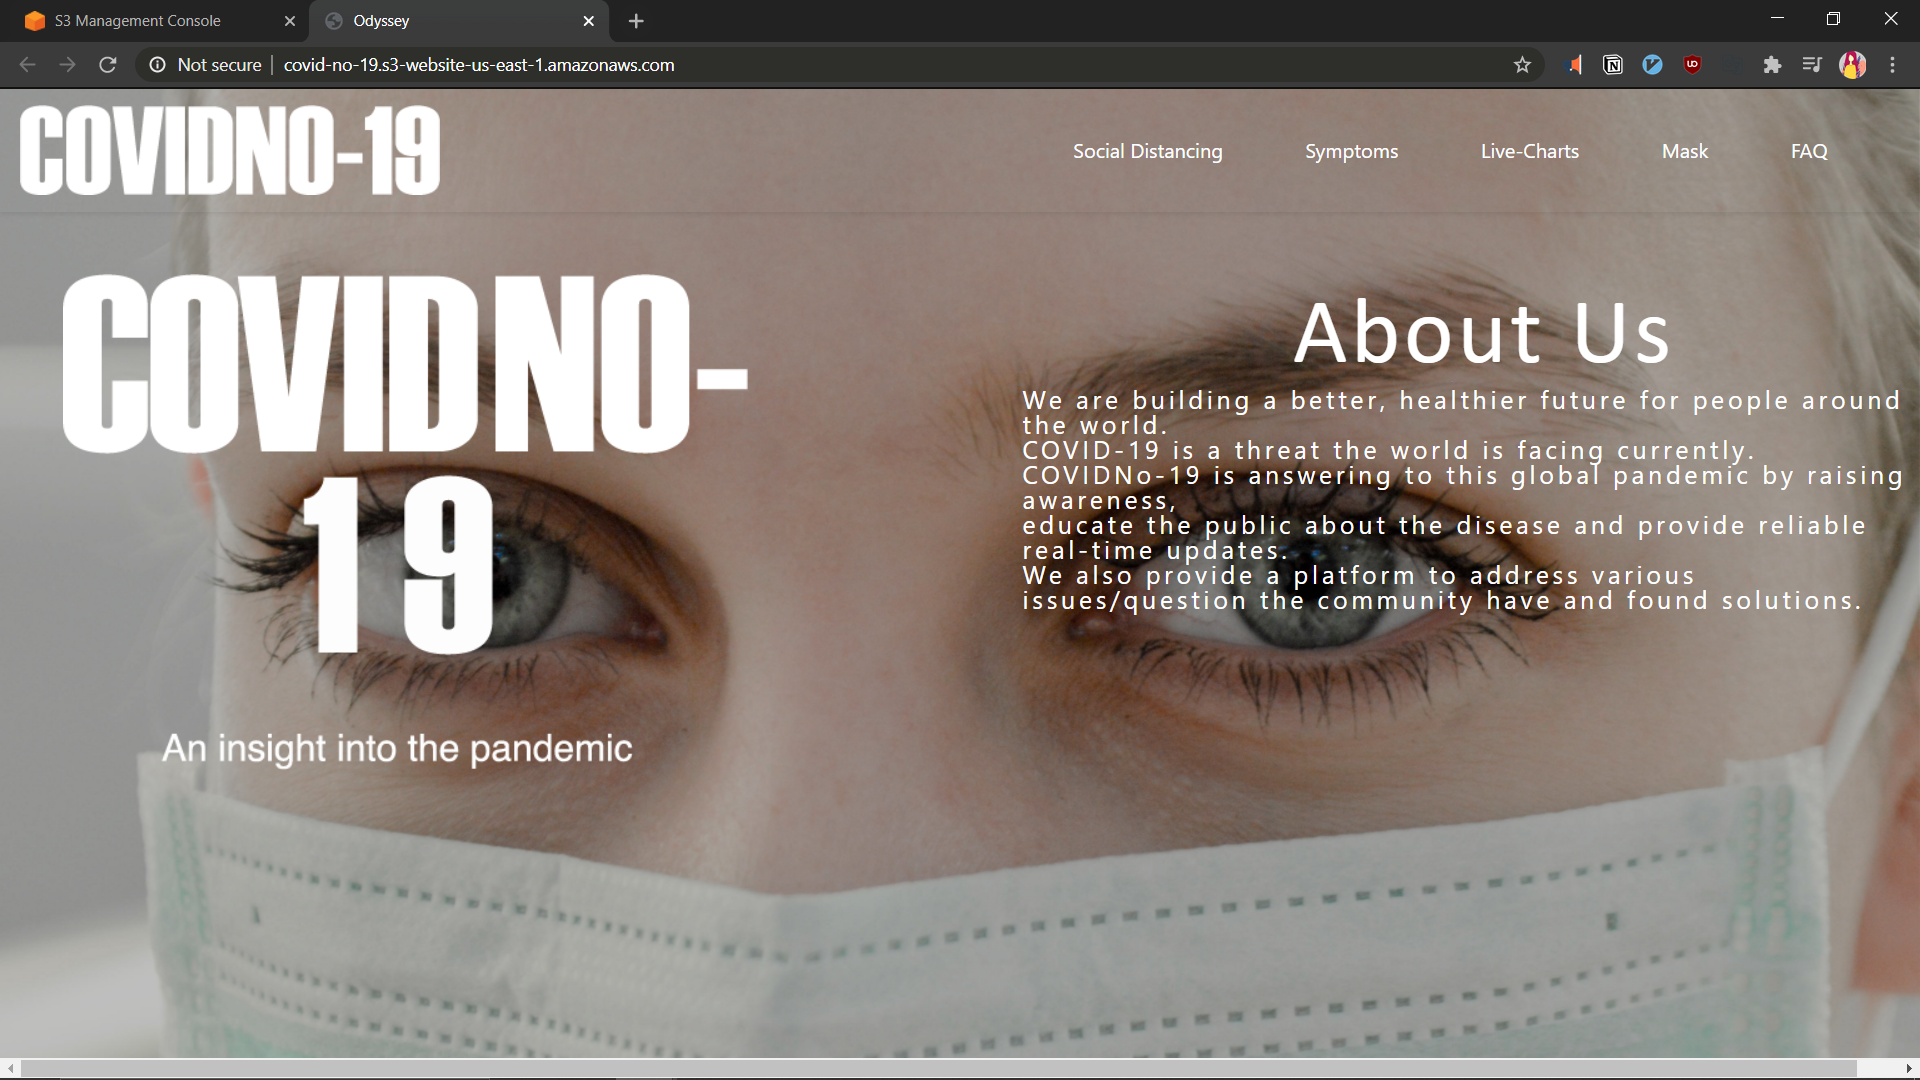 S3 Management Console
Odyssey
Not secure
covid-no-19.s3-website-us-east-1.amazonaws.com
COVIDNO-19
Social Distancing
Symptoms
Live-Charts
Mask
FAQ
COVIDNO-
19
An insight into the pandemic
About Us
We are building a better, healthier future for people around
the world.
COVID-19 is a threat the world is facing currently.
COVIDNo-19 is answering to this global pandemic by raising
awareness,
educate the public about the disease and provide reliable
real-time updates.
We also provide a platform to address various
issues/question the community have and found solutions.